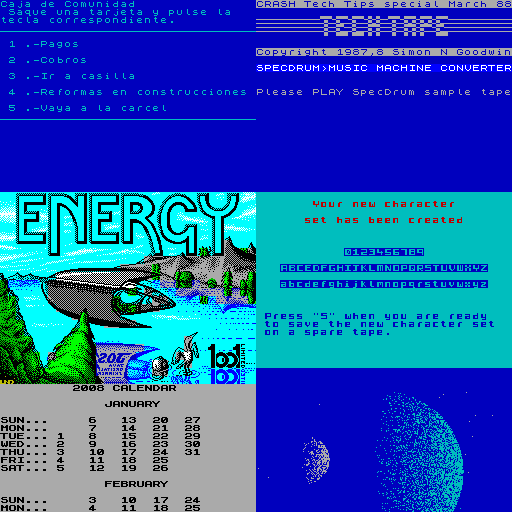 Caja de Comunidad
Saque una tarjeta y pulse la
tecla correspondiente.
1 .-Pagos
2 .-Cobros
3 .-Ir a casilla
4 .-Reformas en construcciones
5 .-Vaya a la carcel
CRASH Tech Tips special March 88
TECH TAPE
Copyright 1987,8 Simon N Goodwin
SPECDRUM>MUSIC MACHINE CONVERTER
Please PLAY SpecDrum sample tape
ENERGY
1001
Your new character
set has been created
0123456789
ABCDEFGHIJKLMNOPQRSTUVWXYZ
abcdefghijklmnopqrstuvwxyz
Press "S" when you are ready
to save the new character set
on a spare tape.
2008 CALENDAR
JANUARY
SUN... 6 13 20 27
MON... 7 14 21 28
TUE... 1 8 15 22 29
WED... 2 9 16 23 30
THU... 3 10 17 24 31
FRI... 4 11 18 25
SAT... 5 12 19 26
FEBRUARY
SUN... 3 10 17 24
MON... 4 11 18 25